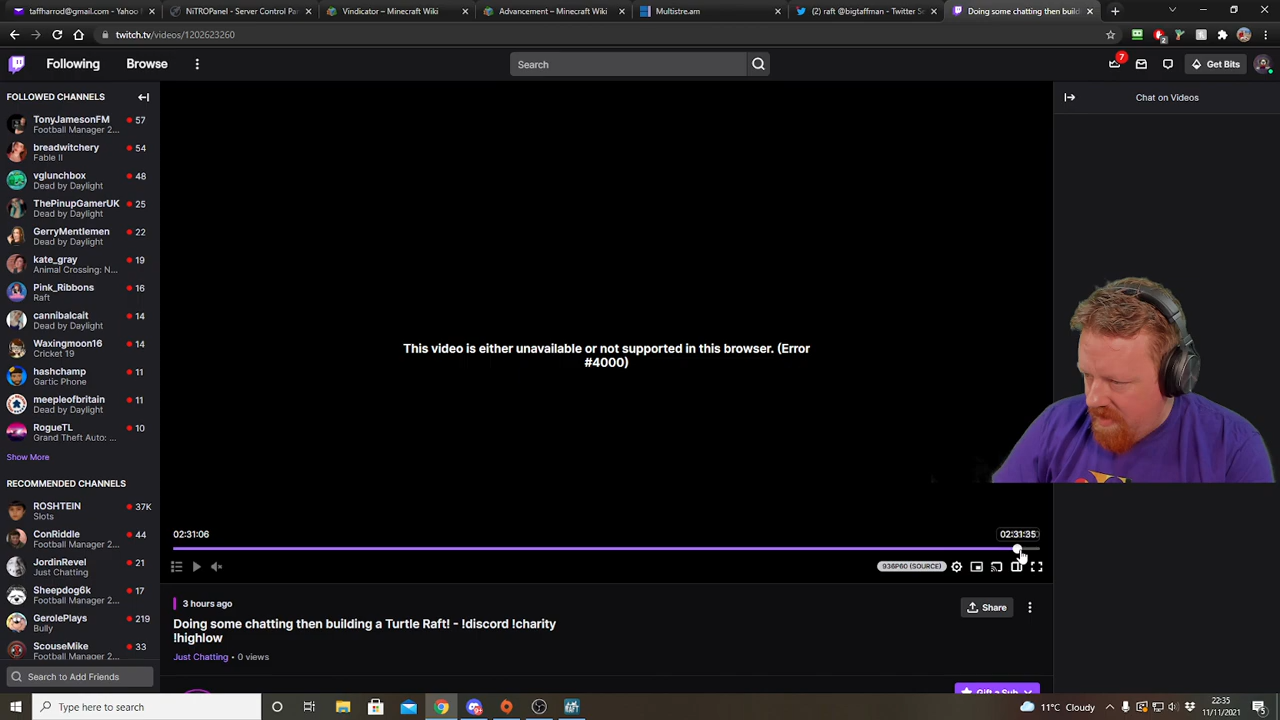 taffharrod@gmail.com - Yahoo!
NiTROPanel - Server Control Par
Vindicator – Minecraft Wiki
Advancement – Minecraft Wiki
Multistre.am
(2) raft @bigtaffman - Twitter Se
Doing some chatting then build
twitch.tv/videos/1202623260
Following
Browse
Search
7
Get Bits
FOLLOWED CHANNELS
TonyJamesonFM 57
Football Manager 2...
breadwitchery 54
Fable II
vglunchbox 48
Dead by Daylight
ThePinupGamerUK 25
Dead by Daylight
GerryMentlemen 22
Dead by Daylight
kate_gray 19
Animal Crossing: N...
Pink_Ribbons 16
Raft
cannibalcait 14
Dead by Daylight
Waxingmoon16 14
Cricket 19
hashchamp 11
Gartic Phone
meepleofbritain 11
Dead by Daylight
RogueTL 10
Grand Theft Auto: ...
Show More
RECOMMENDED CHANNELS
ROSHTEIN 37K
Slots
ConRiddle 44
Football Manager 2...
JordinRevel 21
Just Chatting
Sheepdog6k 17
Football Manager 2...
GerolePlays 219
Bully
ScouseMike 33
Football Manager 2...
Search to Add Friends
Chat on Videos
This video is either unavailable or not supported in this browser. (Error
#4000)
02:31:06
02:31:35
936P60 (SOURCE)
3 hours ago
Share
Doing some chatting then building a Turtle Raft! - !discord !charity
!highlow
Just Chatting • 0 views
Gift a Sub
Type here to search
11°C Cloudy
22:35
11/11/2021